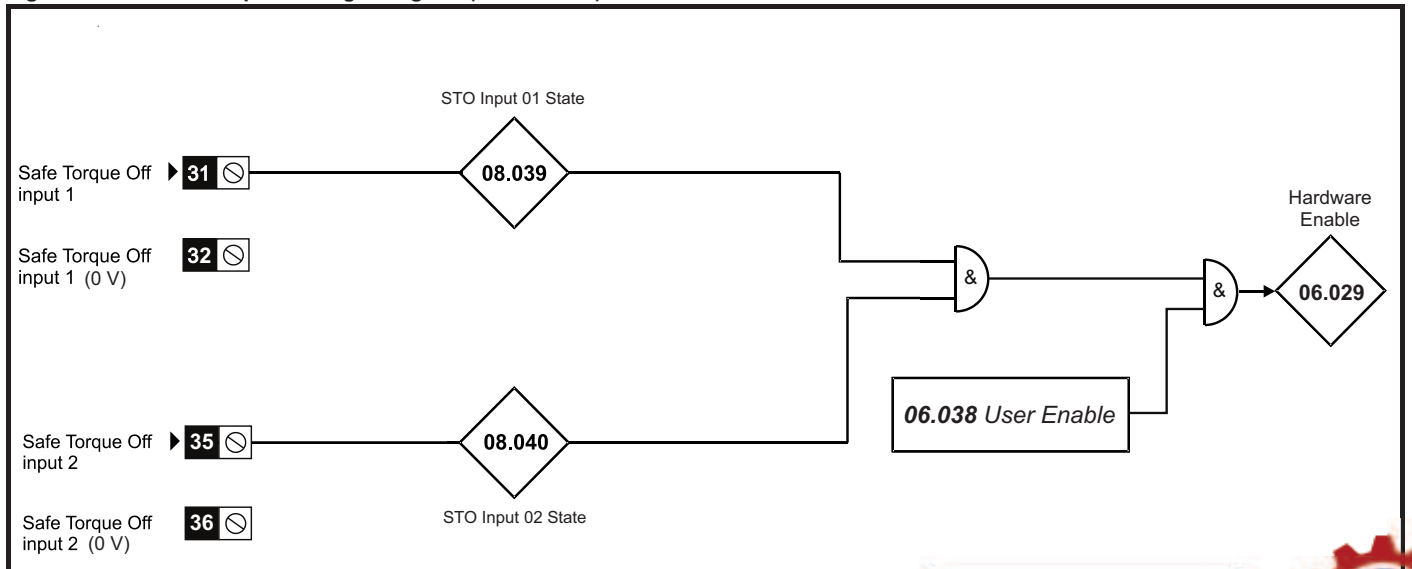 STO Input 01 State
Safe Torque Off
input 1
31
08.039
Hardware
Enable
Safe Torque Off
input 1 (0 V)
32
&
&
06.029
06.038 User Enable
Safe Torque Off
input 2
35
08.040
STO Input 02 State
Safe Torque Off
input 2 (0 V)
36